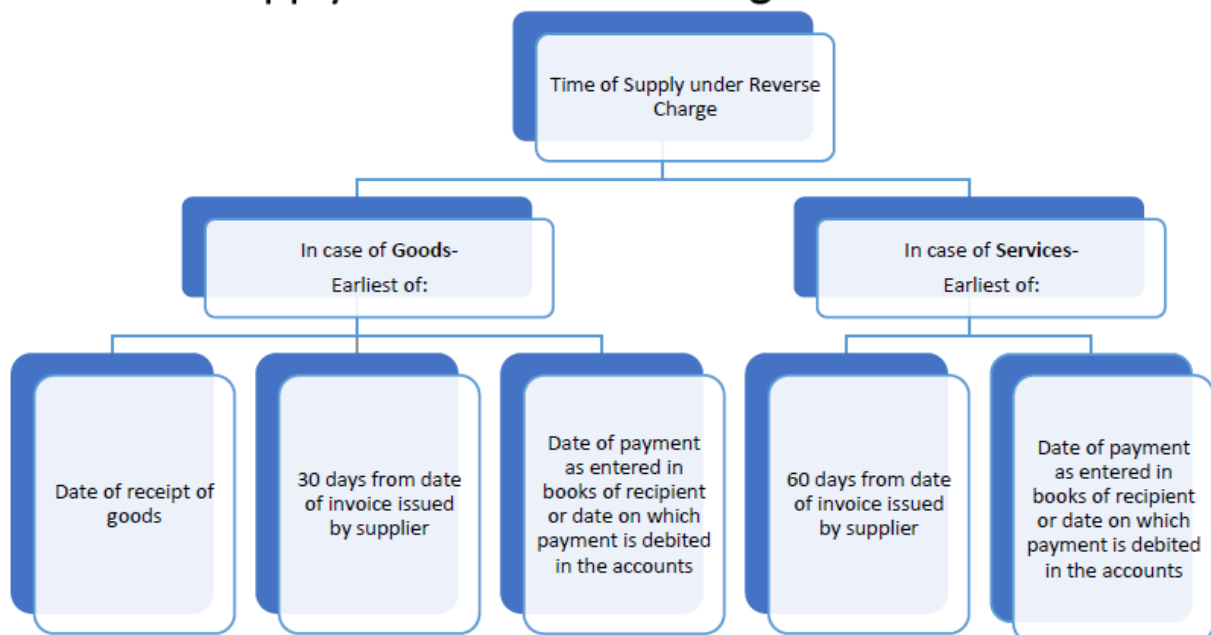 Time of Supply under Reverse
Charge
In case of Goods-
Earliest of:
In case of Services-
Earliest of:
Date of receipt of
goods
30 days from date
of invoice issued
by supplier
Date of payment
as entered in
books of recipient
or date on which
payment is debited
in the accounts
60 days from date
of invoice issued
by supplier
Date of payment
as entered in
books of recipient
or date on which
payment is debited
in the accounts